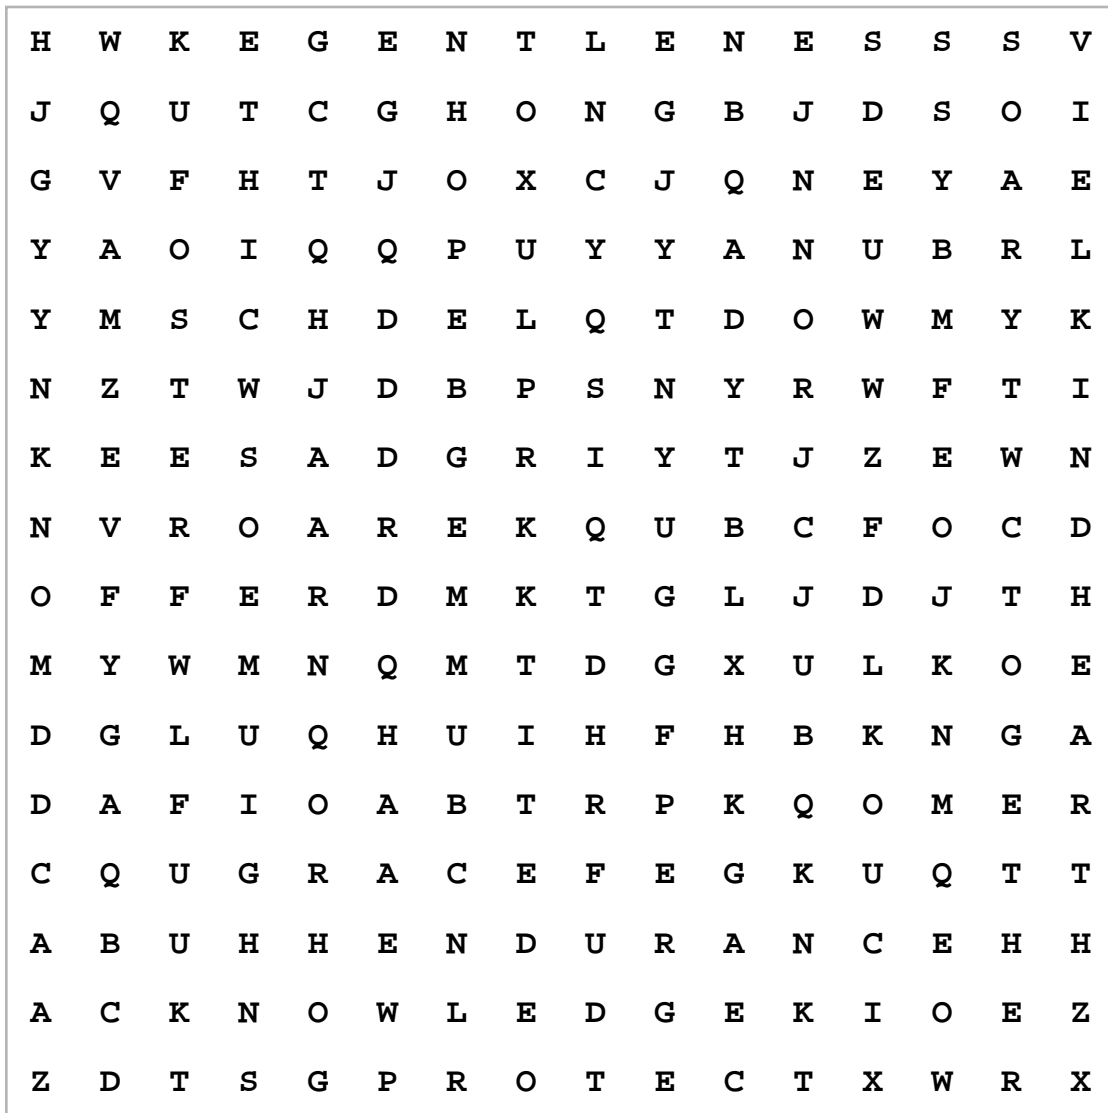 H W K E G E N T L E N E S S S V
J Q U T C G H O N G B J D S O I
G V F H T J O X C J Q N E Y A E
Y A O I Q Q P U Y Y A N U B R L
Y M S C H D E L Q T D O W M Y K
N Z T W J D B P S N Y R W F T I
K E E S A D G R I Y T J Z E W N
N V R O A R E K Q U B C F O C D
O F F E R D M K T G L J D J T H
M Y W M N Q M T D G X U L K O E
D G L U Q H U I H F H B K N G A
D A F I O A B T R P K Q O M E R
C Q U G R A C E F E G K U Q T T
A B U H H E N D U R A N C E H H
A C K N O W L E D G E K I O E Z
Z D T S G P R O T E C T X W R X